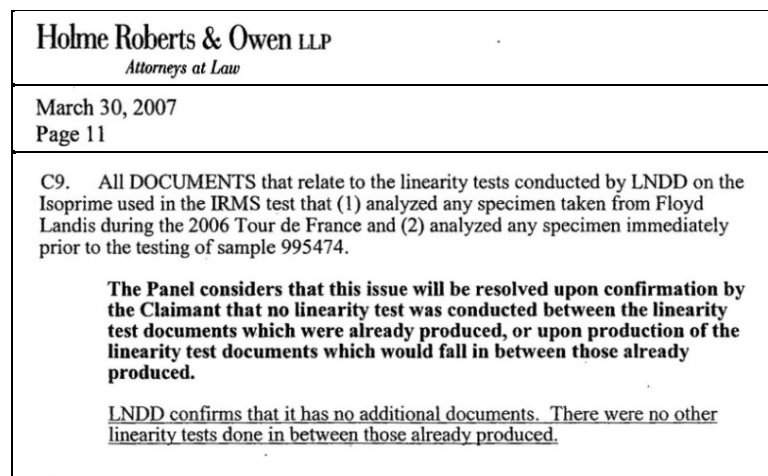 Holme Roberts & Owen LLP
Attorneys at Law
March 30, 2007
Page 11
C9. All DOCUMENTS that relate to the linearity tests conducted by LNDD on the
Isoprime used in the IRMS test that (1) analyzed any specimen taken from Floyd
Landis during the 2006 Tour de France and (2) analyzed any specimen immediately
prior to the testing of sample 995474.
The Panel considers that this issue will be resolved upon confirmation by
the Claimant that no linearity test was conducted between the linearity
test documents which were already produced, or upon production of the
linearity test documents which would fall in between those already
produced.
LNDD confirms that it has no additional documents. There were no other
linearity tests done in between those already produced.